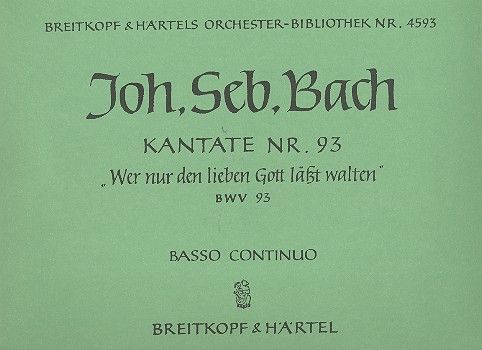 BREITKOPF & HÄRTELS ORCHESTER-BIBLIOTHEK NR. 4593
Joh. Seb. Bach
KANTATE NR. 93
„Wer nur den lieben Gott läßt walten"
BWV 93
BASSO CONTINUO
BREITKOPF & HÄRTEL